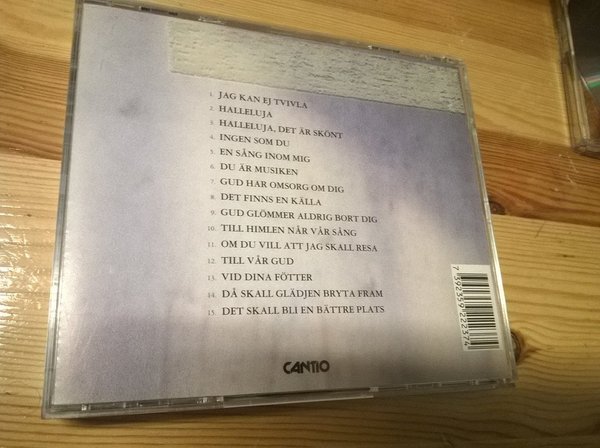 1. JAG KAN EJ TVIVLA
2. HALLELUJA
3. HALLELUJA, DET ÄR SKÖNT
4. INGEN SOM DU
5. EN SÅNG INOM MIG
6. DU ÄR MUSIKEN
7. GUD HAR OMSORG OM DIG
8. DET FINNS EN KÄLLA
9. GUD GLÖMMER ALDRIG BORT DIG
10. TILL HIMLEN NÅR VÅR SÅNG
11. OM DU VILL ATT JAG SKALL RESA
12. TILL VÅR GUD
13. VID DINA FÖTTER
14. DÅ SKALL GLÄDJEN BRYTA FRAM
15. DET SKALL BLI EN BÄTTRE PLATS
7 392359 222374
CANTIO